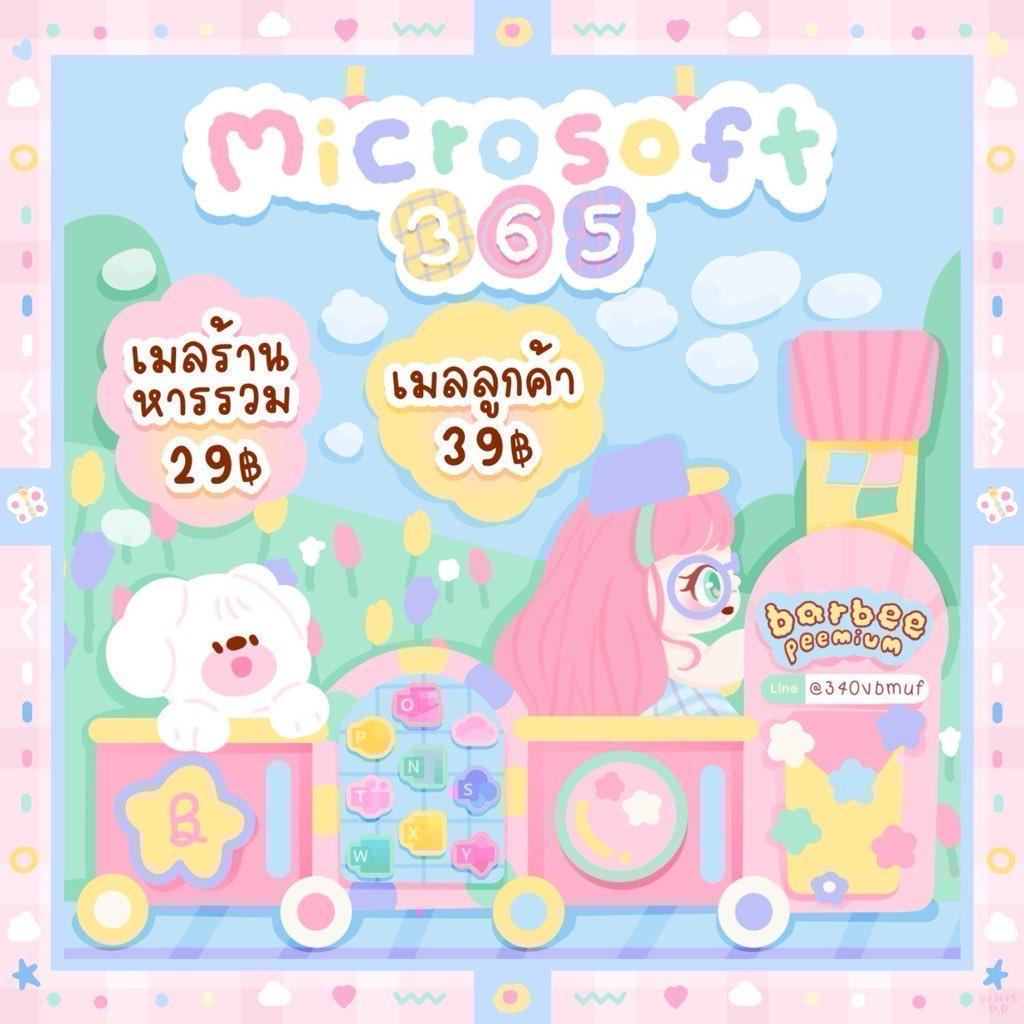 Microsoft
365
เมลร้าน
หารรวม
29฿
เมลลูกค้า
39฿
barbee
peemium
Line @340vbmuf
O
P
N
T
S
X
W
Y
B
WHIS
P.P